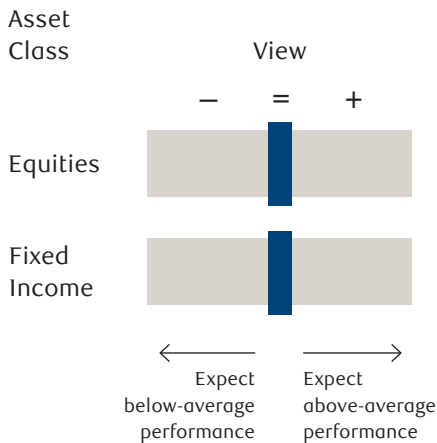 Asset
Class View
− = +
Equities
Fixed
Income
Expect
below-average
performance
Expect
above-average
performance